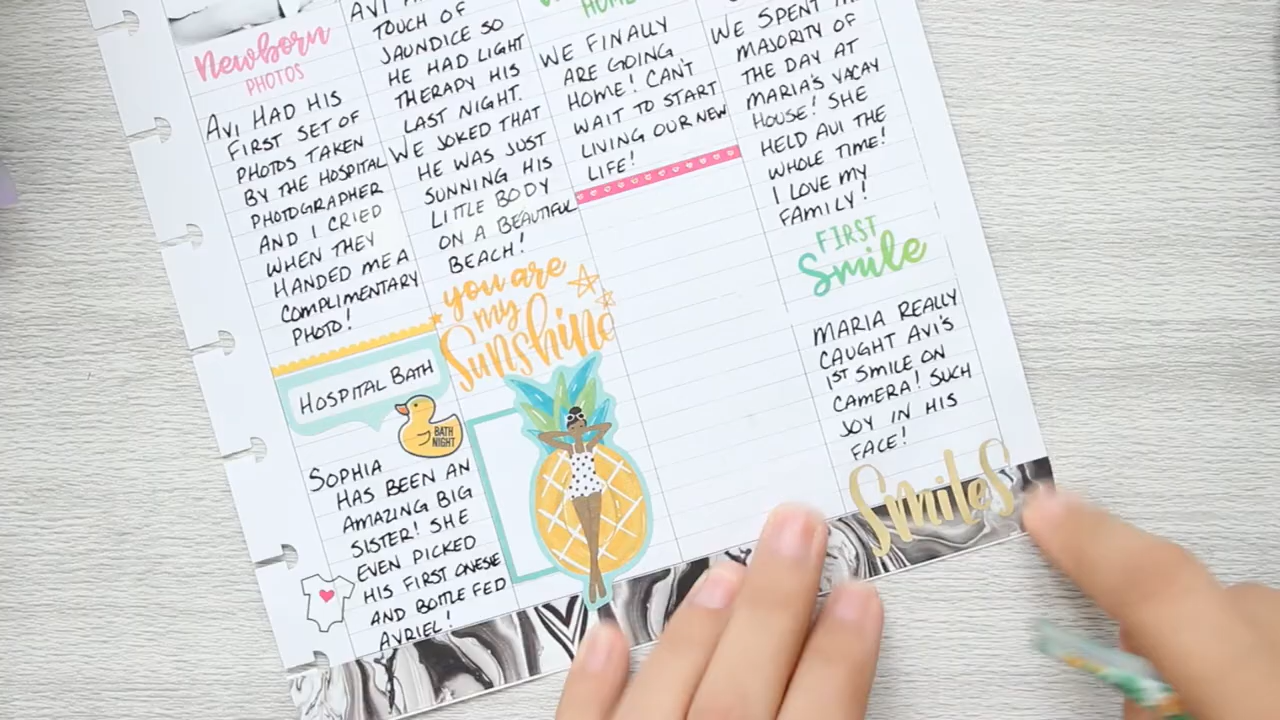 Newborn
PHOTOS
AVI HAD HIS
FIRST SET OF
PHOTOS TAKEN
BY THE HOSPITAL
PHOTOGRAPHER
AND I CRIED
WHEN THEY
HANDED ME A
COMPLIMENTARY
PHOTO!
HOSPITAL BATH
BATH
NIGHT
SOPHIA
HAS BEEN AN
AMAZING BIG
SISTER! SHE
EVEN PICKED
HIS FIRST ONESIE
AND BOTTLE FED
AVRIEL!
AVI
TOUCH OF
JAUNDICE SO
HE HAD LIGHT
THERAPY HIS
LAST NIGHT.
WE JOKED THAT
HE WAS JUST
SUNNING HIS
LITTLE BODY
ON A BEAUTIFUL
BEACH!
you are
my
Sunshine
HOME
WE FINALLY
ARE GOING
HOME! CAN'T
WAIT TO START
LIVING OUR NEW
LIFE!
WE SPENT
MAJORITY OF
THE DAY AT
MARIA'S VACAY
HOUSE! SHE
HELD AVI THE
WHOLE TIME!
I LOVE MY
FAMILY!
FIRST
Smile
MARIA REALLY
CAUGHT AVI'S
1ST SMILE ON
CAMERA! SUCH
JOY IN HIS
FACE!
Smiles